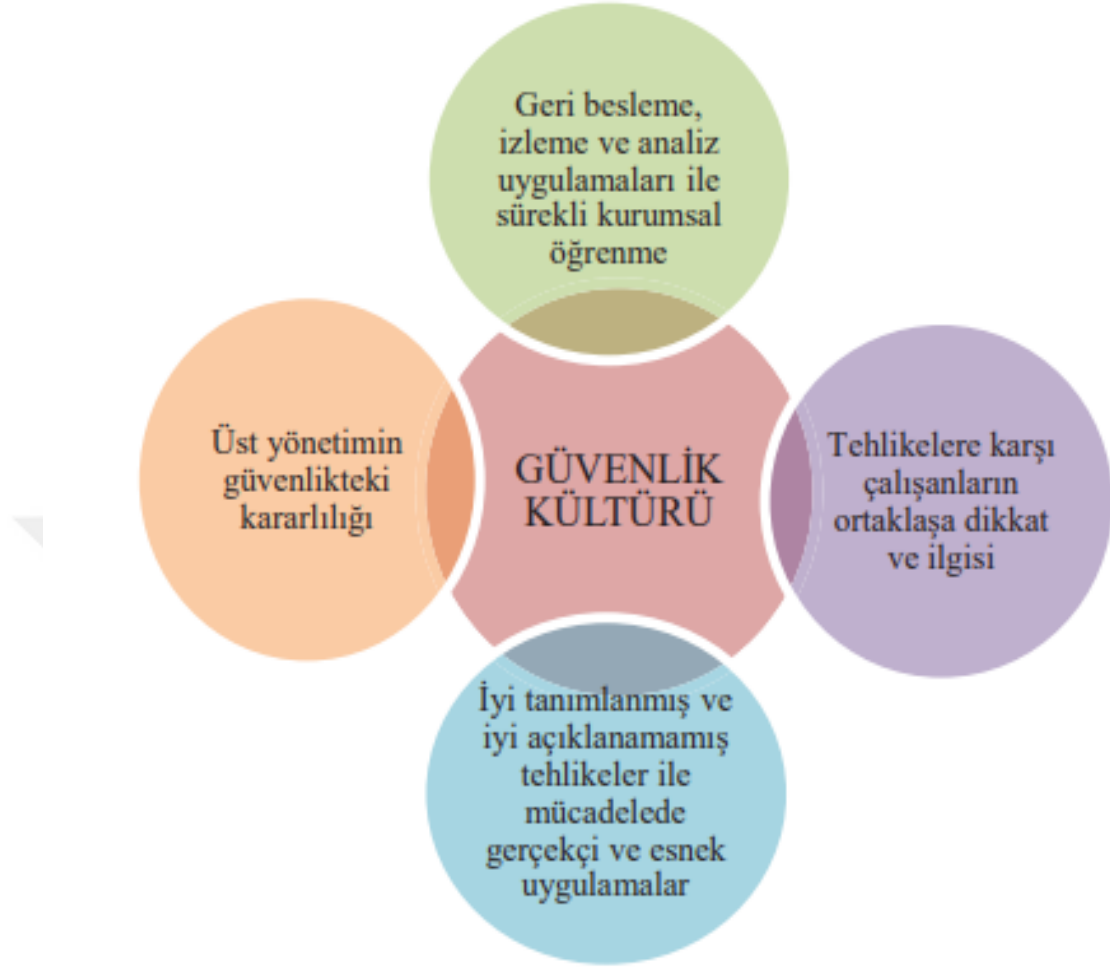 Geri besleme,
izleme ve analiz
uygulamaları ile
sürekli kurumsal
öğrenme
Üst yönetimin
güvenlikteki
kararlılığı
GÜVENLİK
KÜLTÜRÜ
Tehlikelere karşı
çalışanların
ortaklaşa dikkat
ve ilgisi
İyi tanımlanmış ve
iyi açıklanamamış
tehlikeler ile
mücadelede
gerçekçi ve esnek
uygulamalar